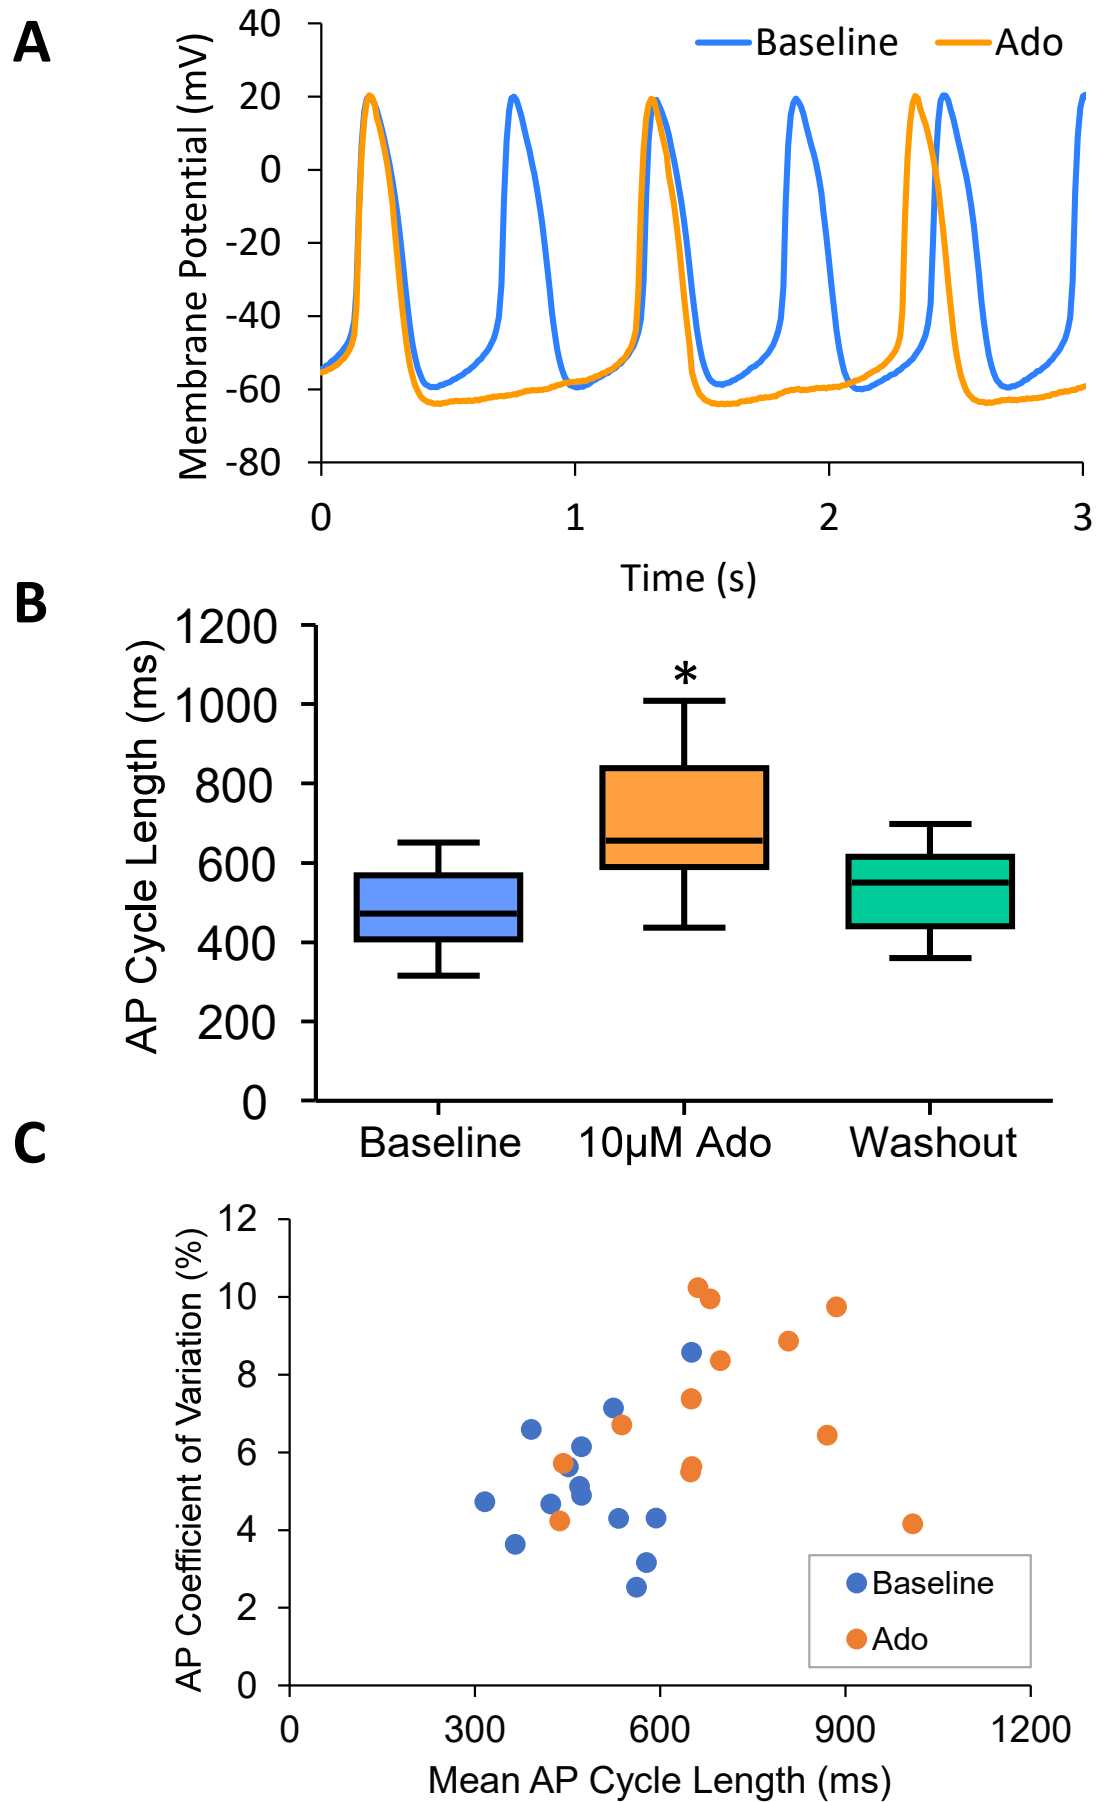 A
Membrane Potential (mV)
40
20
0
-20
-40
-60
-80
Baseline
Ado
0
1
2
3
Time (s)
B
AP Cycle Length (ms)
1200
1000
800
600
400
200
0
*
Baseline
10µM Ado
Washout
C
AP Coefficient of Variation (%)
12
10
8
6
4
2
0
Baseline
Ado
0
300
600
900
1200
Mean AP Cycle Length (ms)